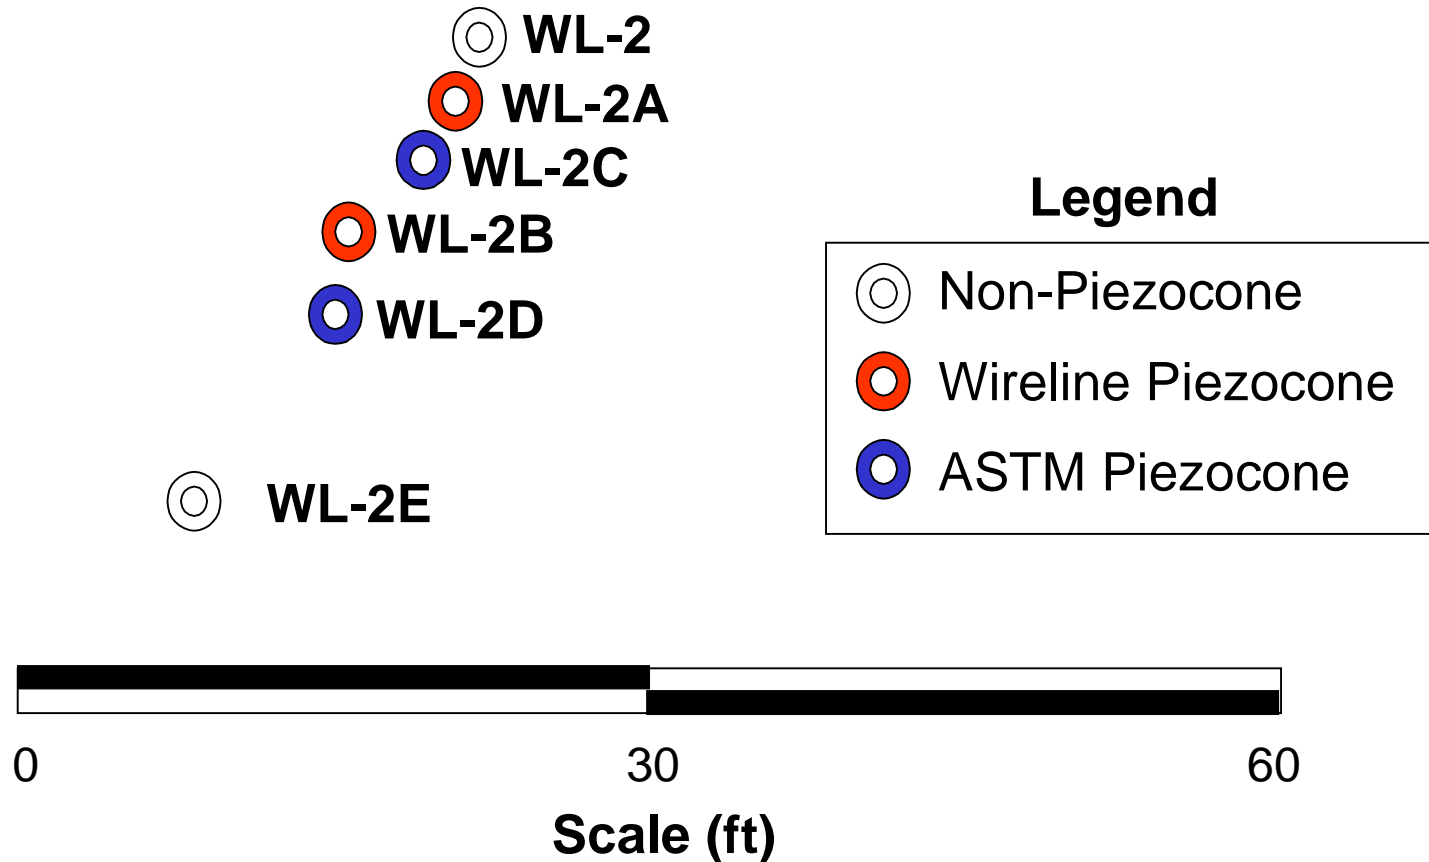 WL-2
WL-2A
WL-2C
WL-2B
WL-2D
WL-2E
Legend
Non-Piezocone
Wireline Piezocone
ASTM Piezocone
0 30 60
Scale (ft)